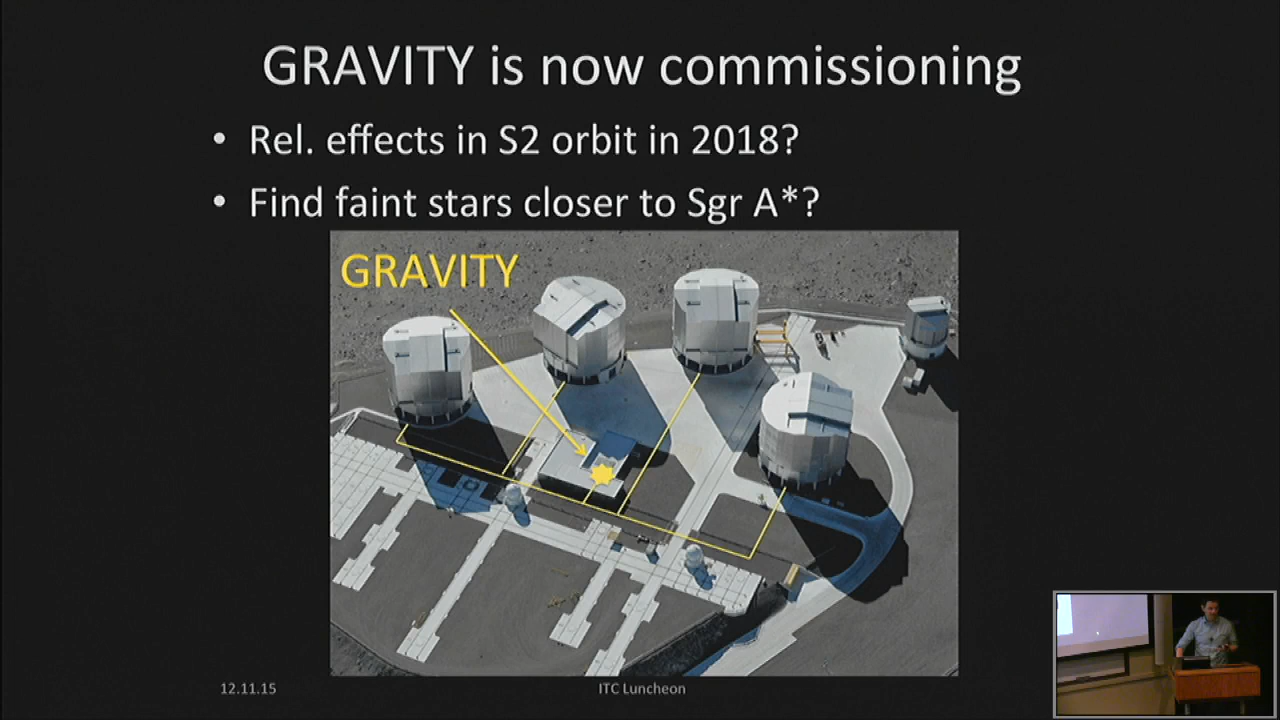 GRAVITY is now commissioning
• Rel. effects in S2 orbit in 2018?
• Find faint stars closer to Sgr A*?
GRAVITY
12.11.15
ITC Luncheon